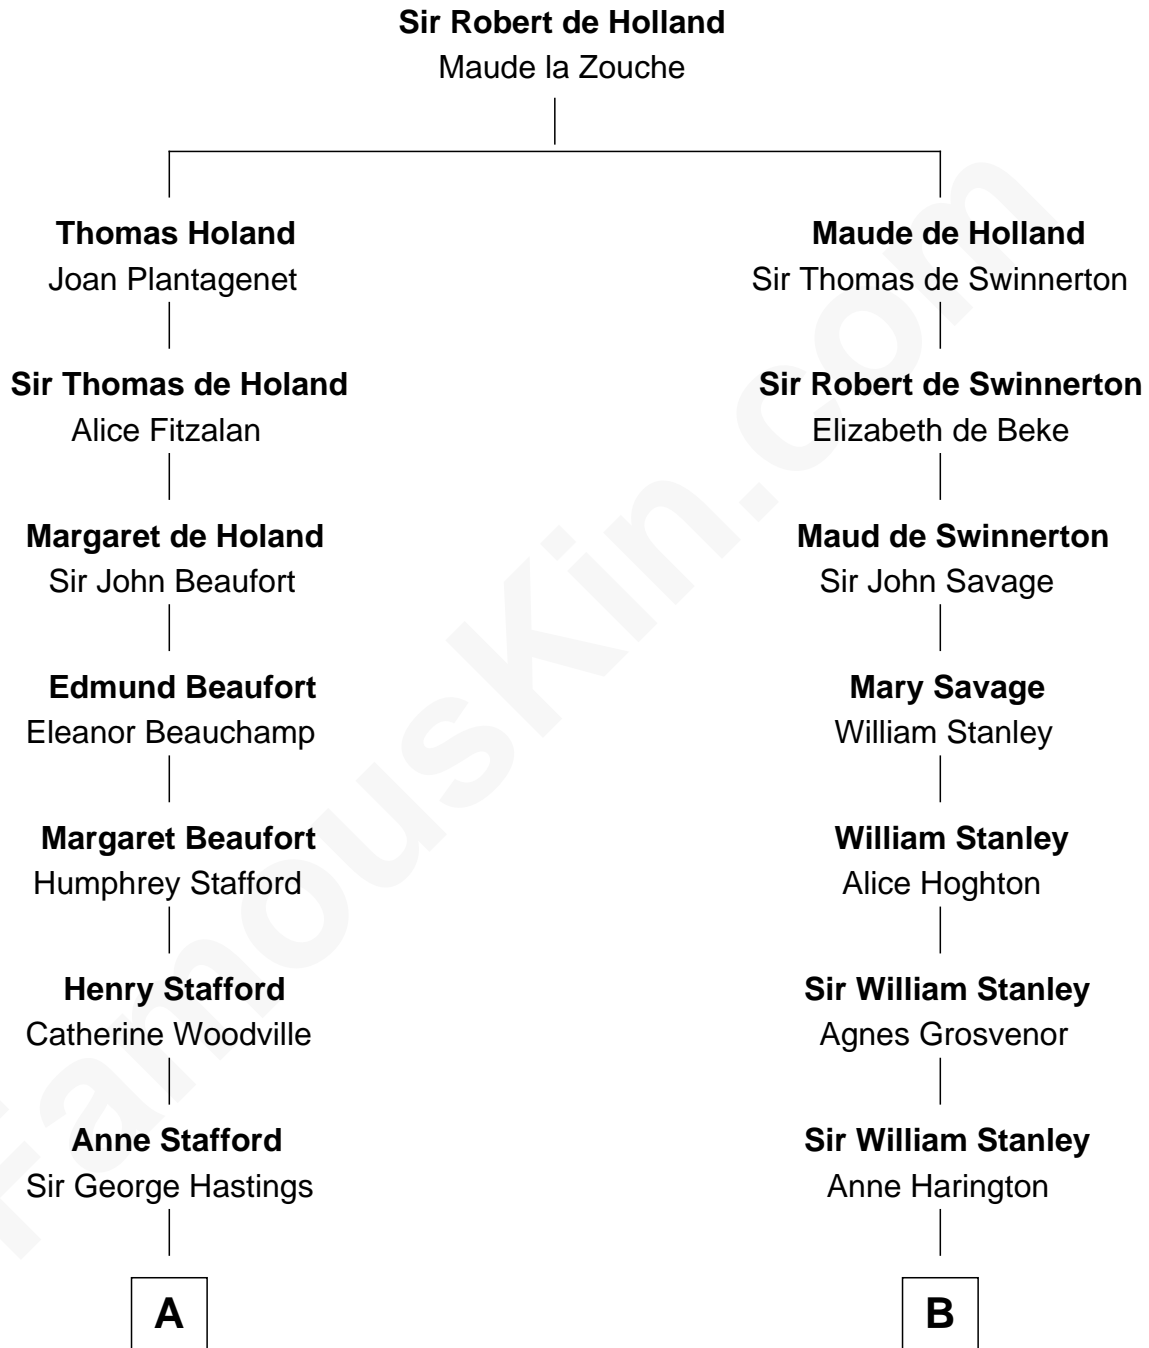 Sir Robert de Holland
Maude la Zouche
Thomas Holand
Joan Plantagenet
Sir Thomas de Holand
Alice Fitzalan
Margaret de Holand
Sir John Beaufort
Edmund Beaufort
Eleanor Beauchamp
Margaret Beaufort
Humphrey Stafford
Henry Stafford
Catherine Woodville
Anne Stafford
Sir George Hastings
A
Maude de Holland
Sir Thomas de Swinnerton
Sir Robert de Swinnerton
Elizabeth de Beke
Maud de Swinnerton
Sir John Savage
Mary Savage
William Stanley
William Stanley
Alice Hoghton
Sir William Stanley
Agnes Grosvenor
Sir William Stanley
Anne Harington
B
FamousKin.com